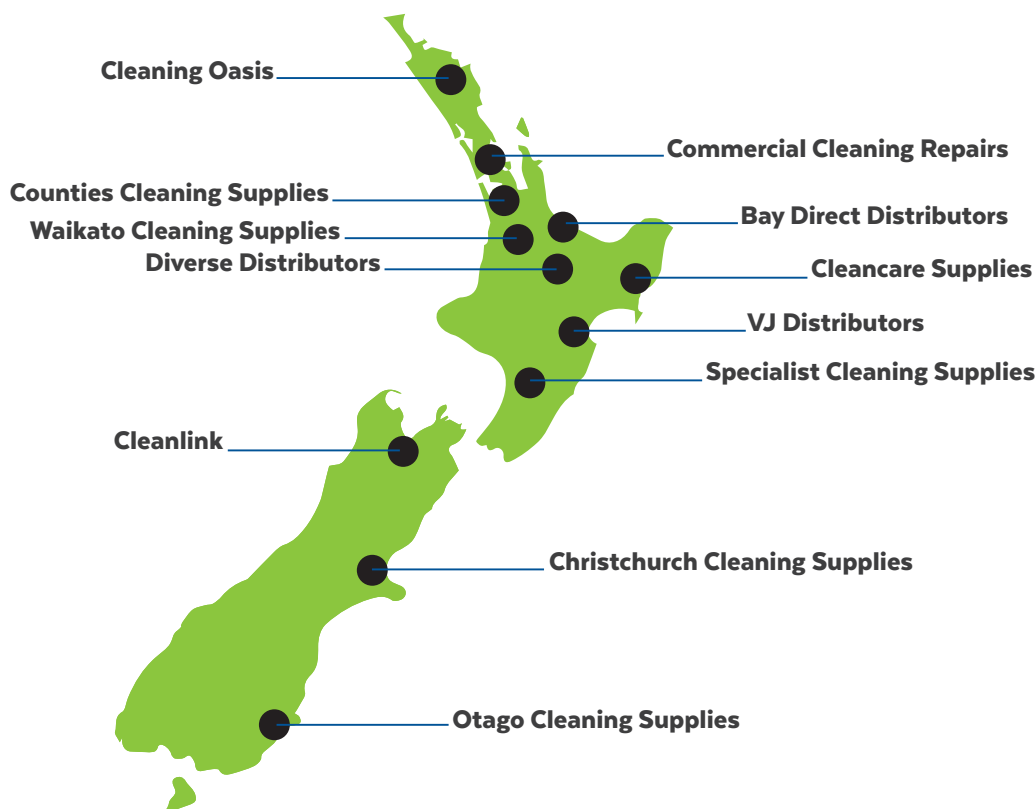 Cleaning Oasis
Commercial Cleaning Repairs
Counties Cleaning Supplies
Bay Direct Distributors
Waikato Cleaning Supplies
Diverse Distributors
Cleancare Supplies
VJ Distributors
Specialist Cleaning Supplies
Cleanlink
Christchurch Cleaning Supplies
Otago Cleaning Supplies